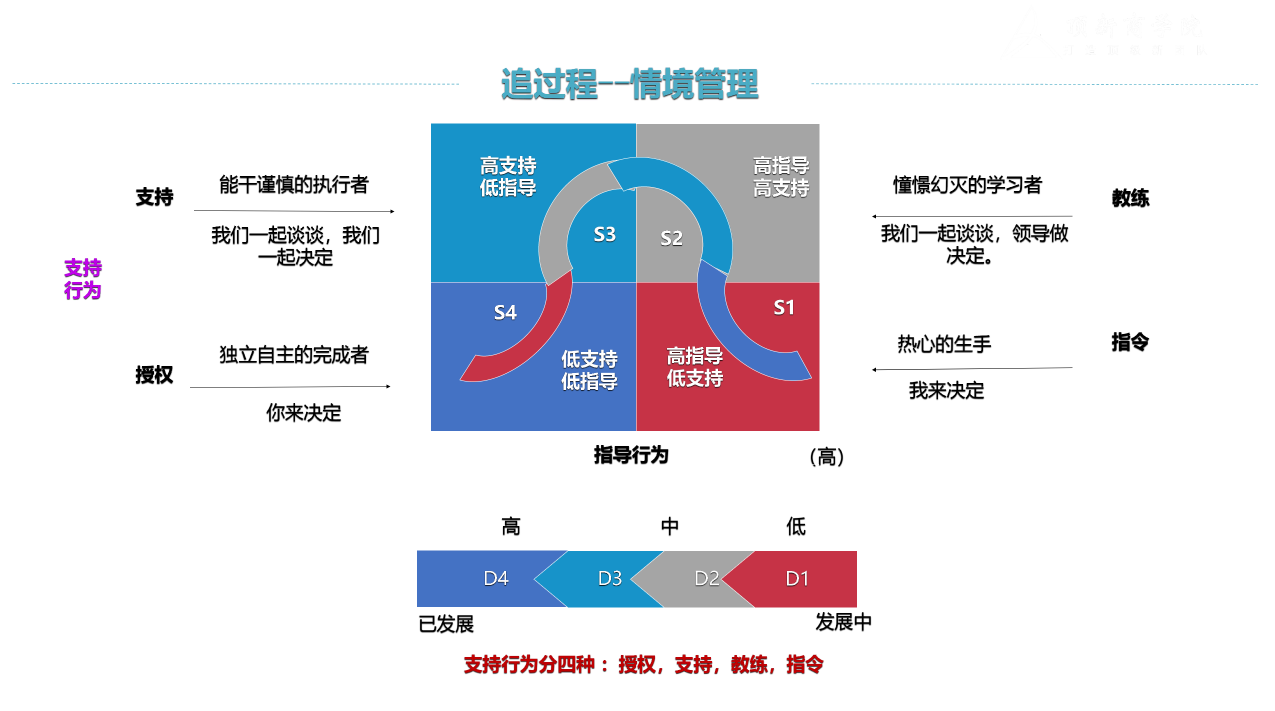 追过程--情境管理
支持
能干谨慎的执行者
我们一起谈谈，我们
一起决定
支持
行为
授权
独立自主的完成者
你来决定
高支持
低指导
S3
高指导
高支持
S2
S4
低支持
低指导
S1
高指导
低支持
憧憬幻灭的学习者
我们一起谈谈，领导做
决定。
教练
热心的生手
我来决定
指令
指导行为
（高）
高
中
低
D4
D3
D2
D1
已发展
发展中
支持行为分四种 ：授权，支持，教练，指令